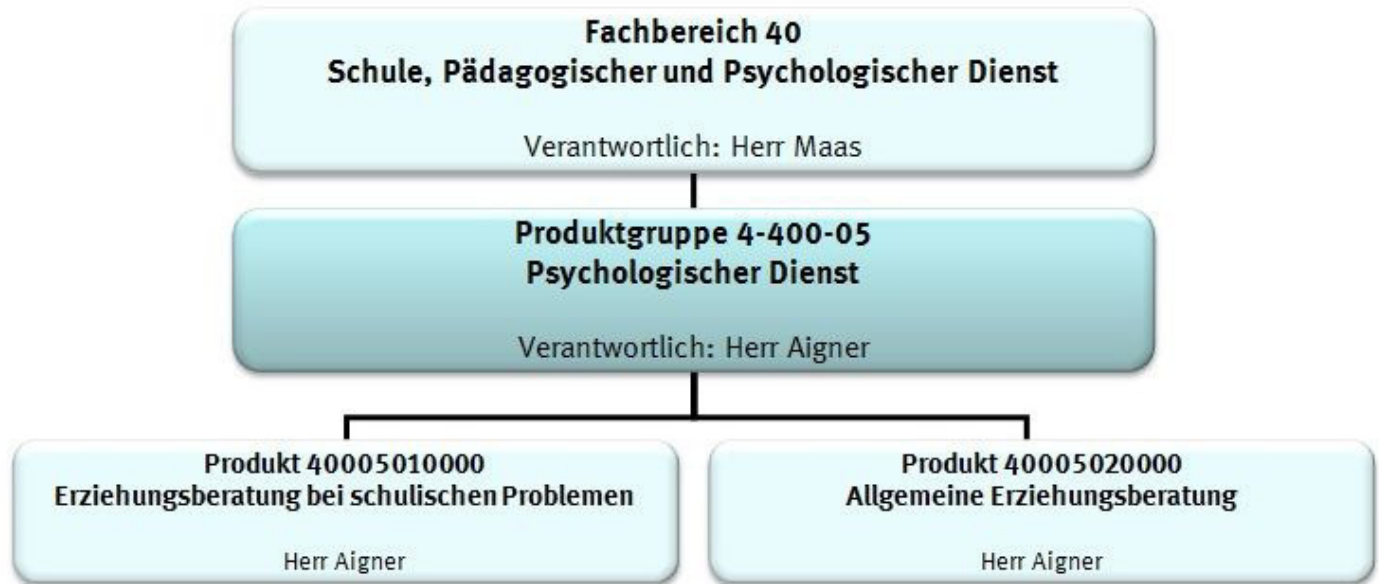 Fachbereich 40
Schule, Pädagogischer und Psychologischer Dienst
Verantwortlich: Herr Maas
Produktgruppe 4-400-05
Psychologischer Dienst
Verantwortlich: Herr Aigner
Produkt 40005010000
Erziehungsberatung bei schulischen Problemen
Herr Aigner
Produkt 40005020000
Allgemeine Erziehungsberatung
Herr Aigner